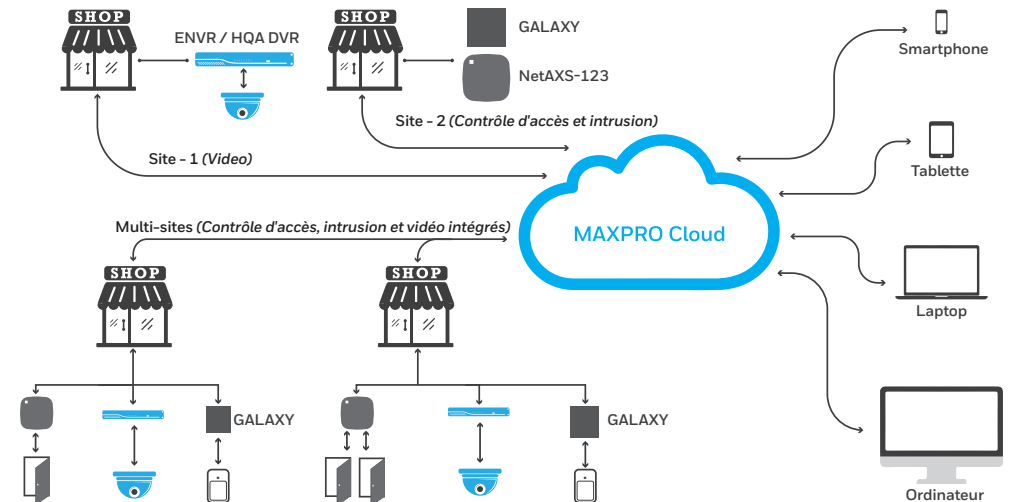 SHOP
SHOP
ENVR / HQA DVR
GALAXY
NetAXS-123
Smartphone
Site - 2 (Contrôle d'accès et intrusion)
Site - 1 (Video)
Tablette
Multi-sites (Contrôle d'accès, intrusion et vidéo intégrés)
MAXPRO Cloud
SHOP
SHOP
Laptop
GALAXY
GALAXY
Ordinateur